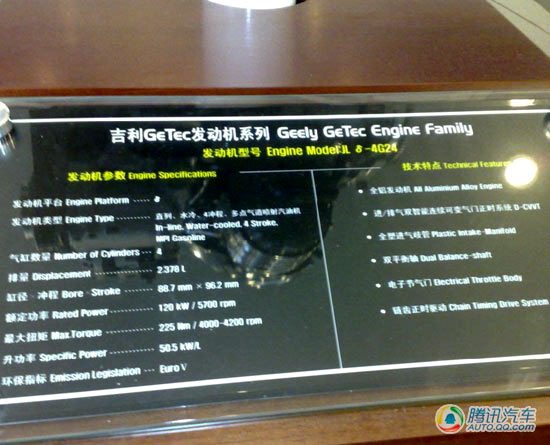 吉利GeTec发动机系列 Geely GeTec Engine Family
发动机型号 Engine Model:JL δ-4G24
发动机参数 Engine Specifications
发动机平台 Engine Platform ········ δ
发动机类型 Engine Type ············ 直列、水冷、4冲程、多点气道喷射汽油机
In-line, Water-cooled, 4 Stroke,
MPI Gasoline
气缸数量 Number of Cylinders ·· 4
排量 Displacement ················ 2.378 L
缸径×冲程 Bore×Stroke ········ 88.7 mm × 96.2 mm
额定功率 Rated Power ············ 120 kW / 5700 rpm
最大扭矩 Max.Torque ············ 225 Nm / 4000-4200 rpm
升功率 Specific Power ············ 50.5 kW/L
环保指标 Emission Legislation ··· Euro V
技术特点 Technical Features
· 全铝发动机 All Aluminium Alloy Engine
· 进/排气双智能连续可变气门正时系统 D-CVVT
· 全塑进气歧管 Plastic Intake-Manifold
· 双平衡轴 Dual Balance-shaft
· 电子节气门 Electrical Throttle Body
· 链齿正时驱动 Chain Timing Drive System
腾讯汽车
AUTO.QQ.COM